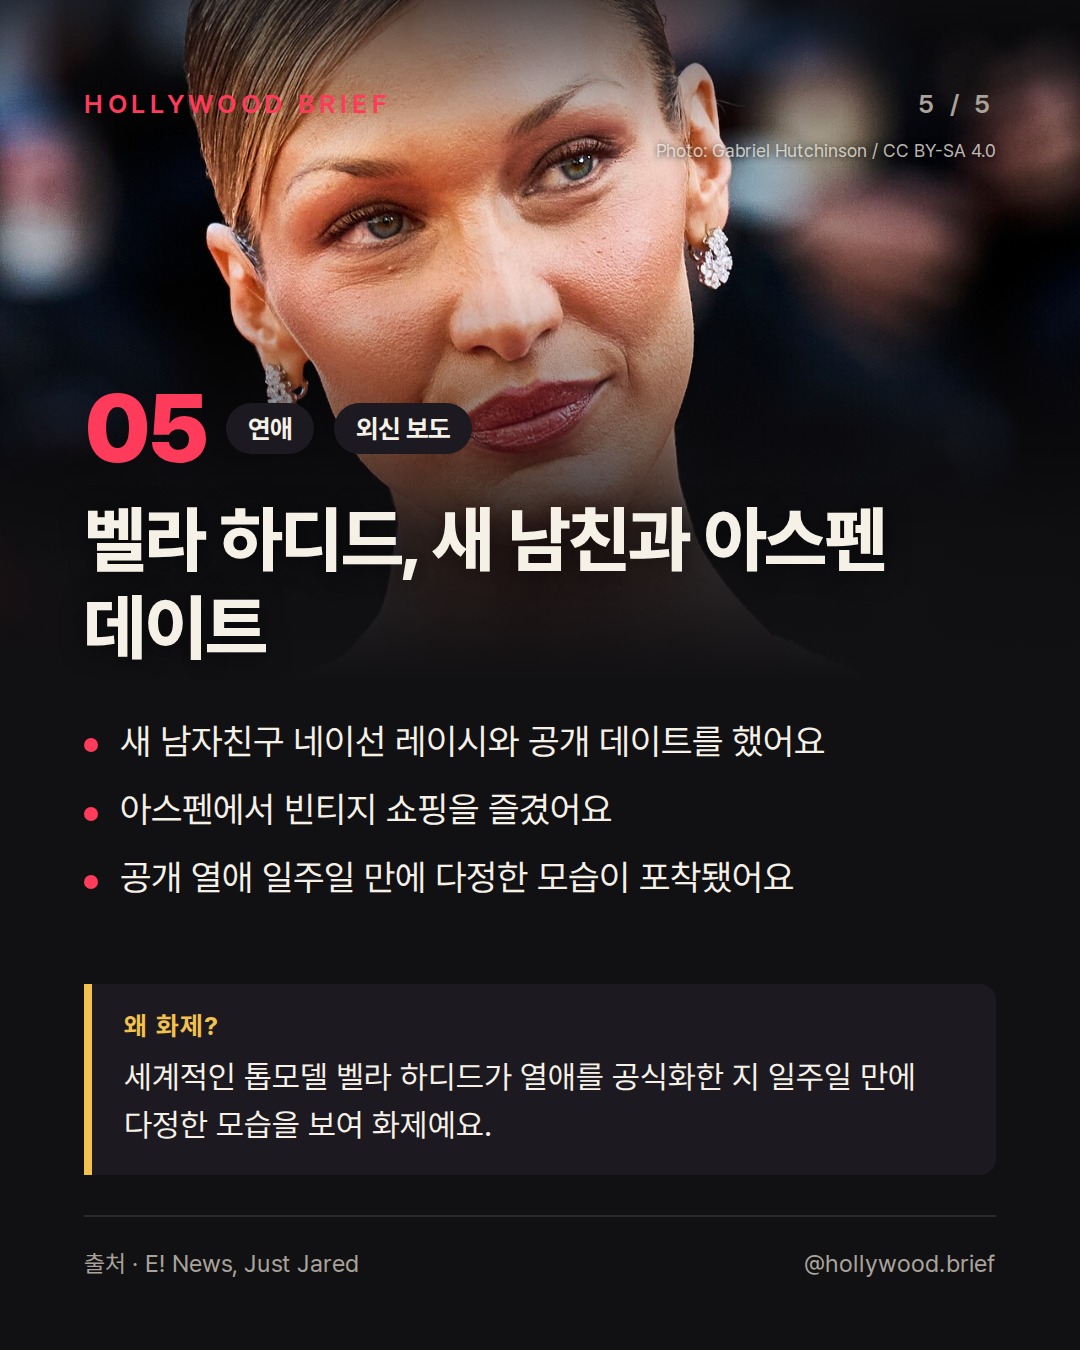 HOLLYWOOD BRIEF
5 / 5
Photo: Gabriel Hutchinson / CC BY-SA 4.0
05
연애
외신 보도
벨라 하디드, 새 남친과 아스펜
데이트
새 남자친구 네이선 레이시와 공개 데이트를 했어요
아스펜에서 빈티지 쇼핑을 즐겼어요
공개 열애 일주일 만에 다정한 모습이 포착됐어요
왜 화제?
세계적인 톱모델 벨라 하디드가 열애를 공식화한 지 일주일 만에
다정한 모습을 보여 화제예요.
출처 · E! News, Just Jared
@hollywood.brief